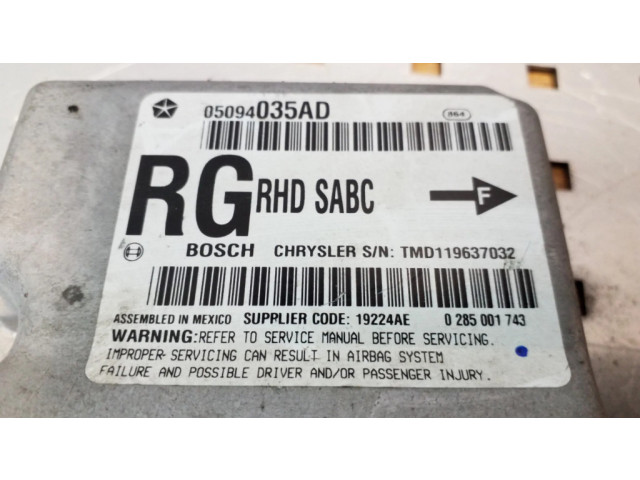 05094035AD
RG RHD SABC F
BOSCH CHRYSLER S/N: TMD119637032
ASSEMBLED IN MEXICO SUPPLIER CODE: 19224AE 0 285 001 743
WARNING: REFER TO SERVICE MANUAL BEFORE SERVICING.
IMPROPER SERVICING CAN RESULT IN AIRBAG SYSTEM
FAILURE AND POSSIBLE DRIVER AND/OR PASSENGER INJURY.